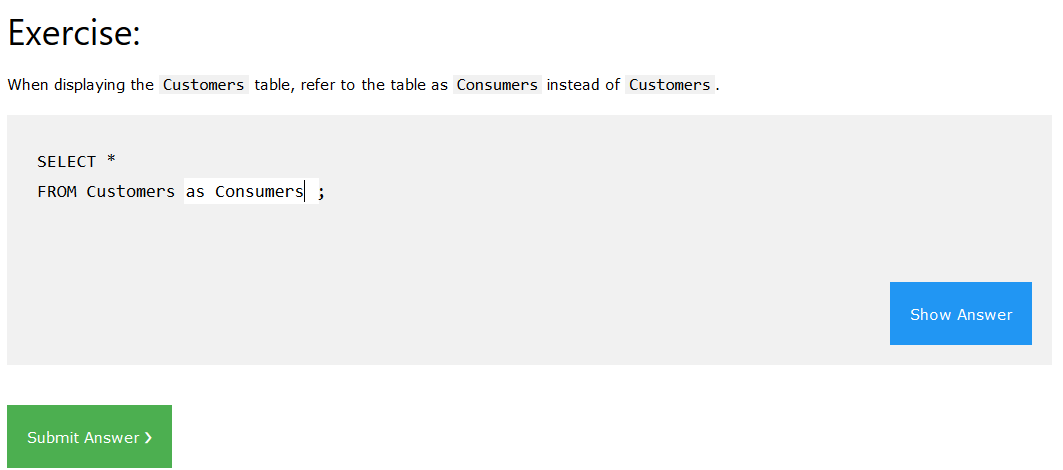 Exercise:
When displaying the Customers table, refer to the table as Consumers instead of Customers.
SELECT *
FROM Customers as Consumers ;
Show Answer
Submit Answer ❯